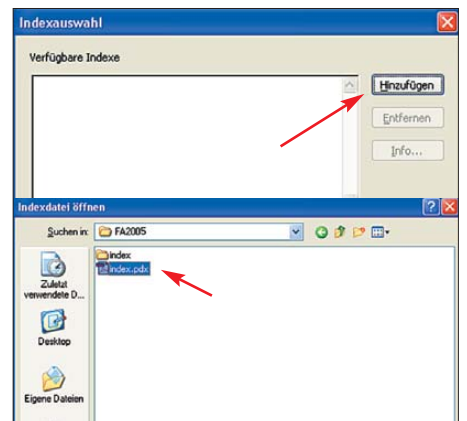 Indexauswahl
Verfügbare Indexe
Hinzufügen
Entfernen
Info...
Indexdatei öffnen
Suchen in: FA2005
index
index.pdx
Zuletzt
verwendete D...
Desktop
Eigene Dateien